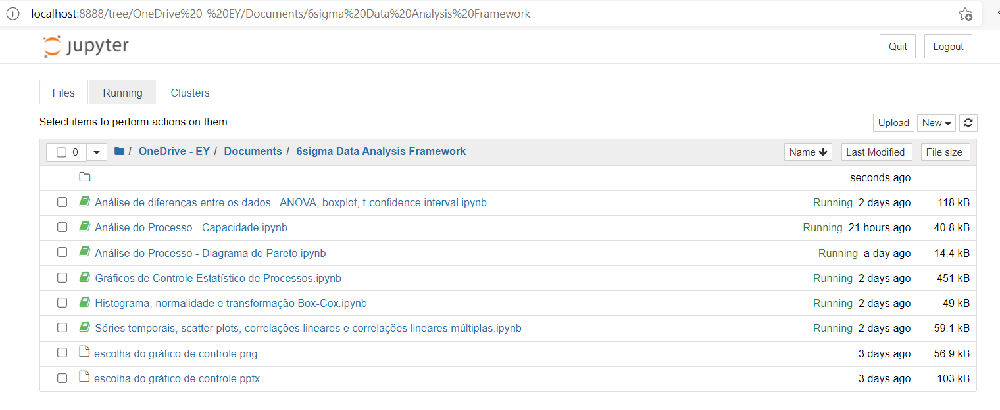 localhost:8888/tree/OneDrive%20-%20EY/Documents/6sigma%20Data%20Analysis%20Framework
jupyter Quit Logout
Files Running Clusters
Select items to perform actions on them. Upload New
0 / OneDrive - EY / Documents / 6sigma Data Analysis Framework Name Last Modified File size
.. seconds ago
Análise de diferenças entre os dados - ANOVA, boxplot, t-confidence interval.ipynb Running 2 days ago 118 kB
Análise do Processo - Capacidade.ipynb Running 21 hours ago 40.8 kB
Análise do Processo - Diagrama de Pareto.ipynb Running a day ago 14.4 kB
Gráficos de Controle Estatístico de Processos.ipynb Running 2 days ago 451 kB
Histograma, normalidade e transformação Box-Cox.ipynb Running 2 days ago 49 kB
Séries temporais, scatter plots, correlações lineares e correlações lineares múltiplas.ipynb Running 2 days ago 59.1 kB
escolha do gráfico de controle.png 3 days ago 56.9 kB
escolha do gráfico de controle.pptx 3 days ago 103 kB